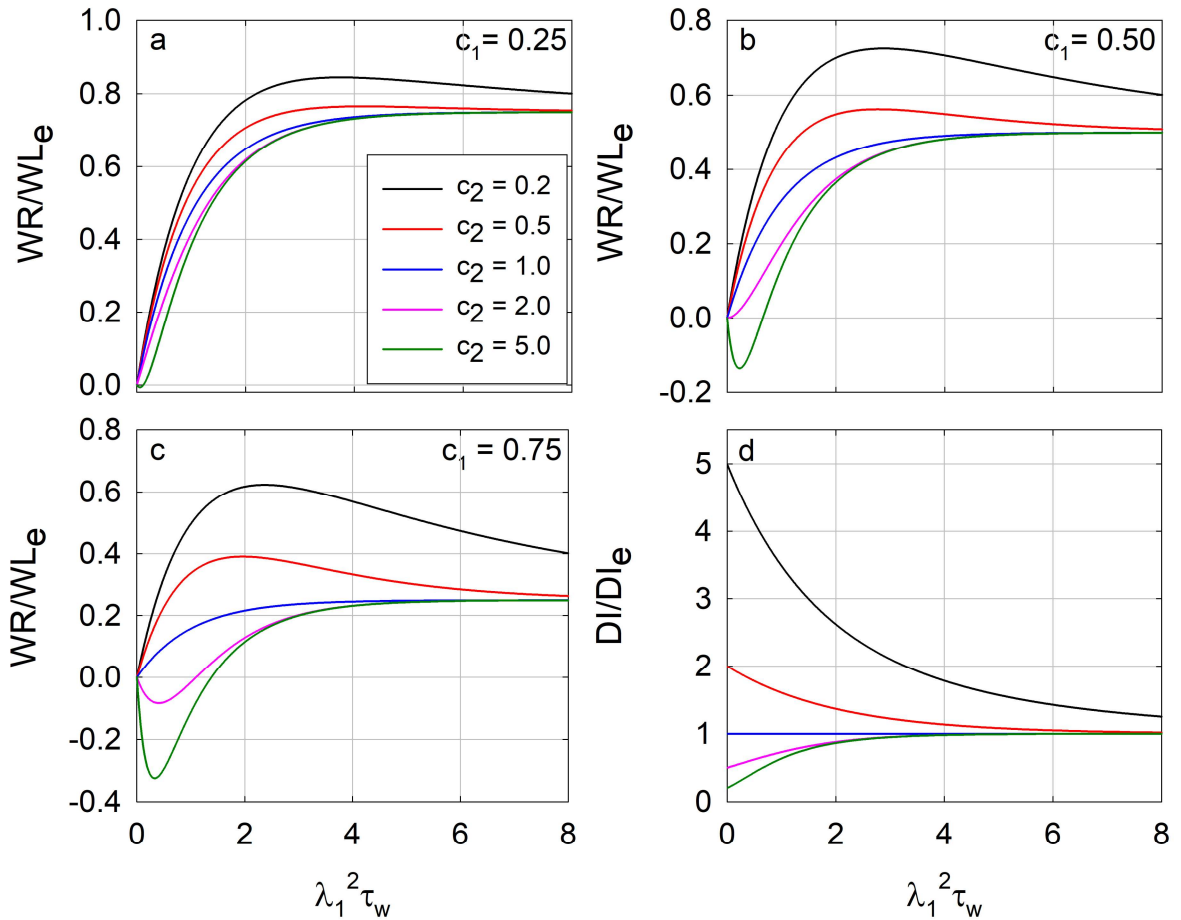 a
c₁ = 0.25
WR/WLₑ
1.0
0.8
0.6
0.4
0.2
0.0
c₂ = 0.2
c₂ = 0.5
c₂ = 1.0
c₂ = 2.0
c₂ = 5.0
b
c₁ = 0.50
WR/WLₑ
0.8
0.6
0.4
0.2
0.0
-0.2
c
c₁ = 0.75
WR/WLₑ
0.8
0.6
0.4
0.2
0.0
-0.2
-0.4
0 2 4 6 8
λ₁²τ_w
d
DI/DIₑ
5
4
3
2
1
0
0 2 4 6 8
λ₁²τ_w